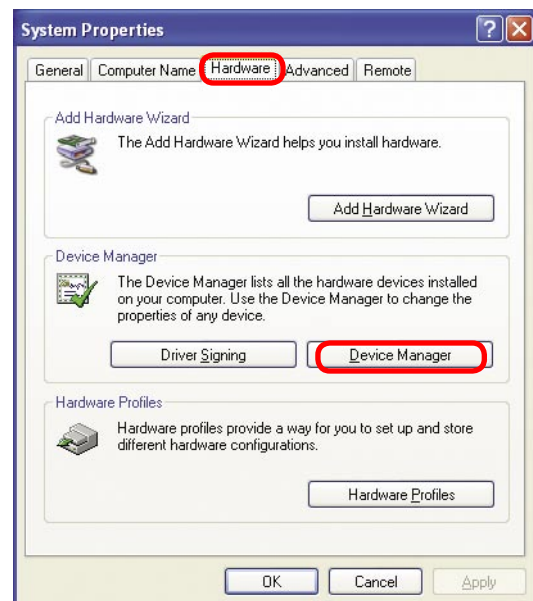 System Properties
General Computer Name Hardware Advanced Remote
Add Hardware Wizard
The Add Hardware Wizard helps you install hardware.
Add Hardware Wizard
Device Manager
The Device Manager lists all the hardware devices installed
on your computer. Use the Device Manager to change the
properties of any device.
Driver Signing Device Manager
Hardware Profiles
Hardware profiles provide a way for you to set up and store
different hardware configurations.
Hardware Profiles
OK Cancel Apply